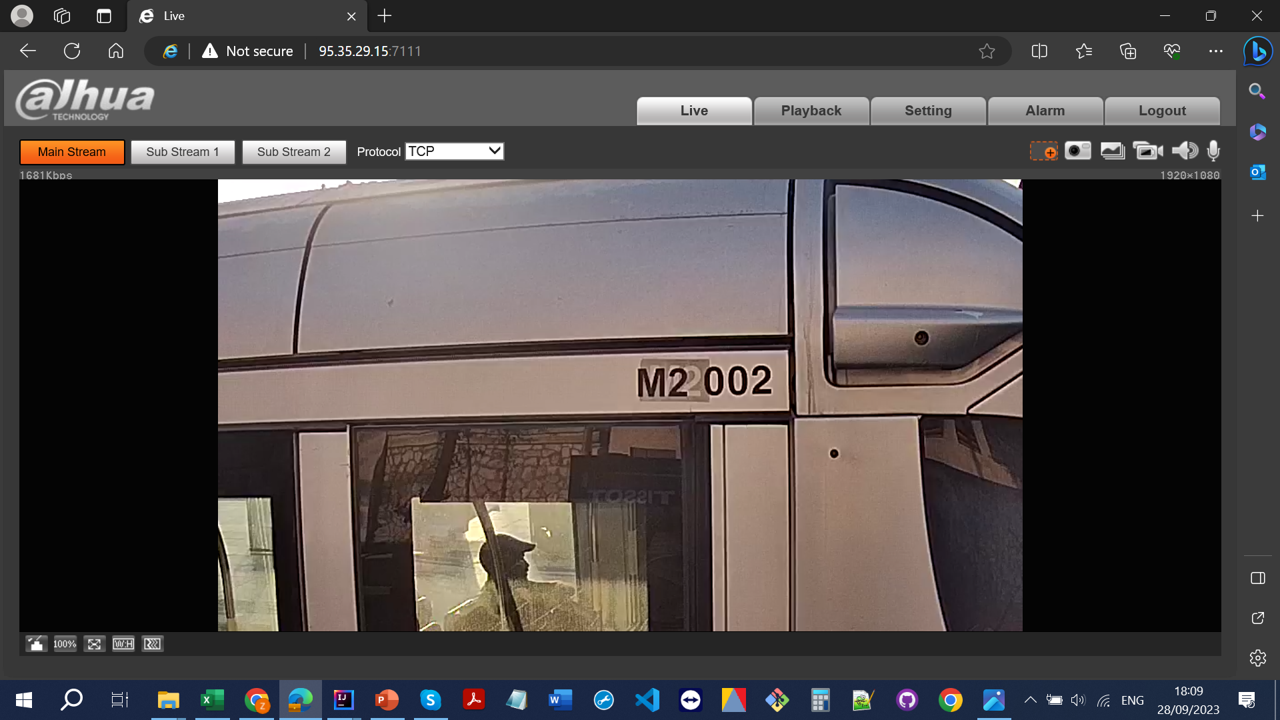 Live
Not secure
95.35.29.15:7111
alhua
TECHNOLOGY
Live
Playback
Setting
Alarm
Logout
Main Stream
Sub Stream 1
Sub Stream 2
Protocol
TCP
1681Kbps
1920×1080
M2 002
TISSOT
100%
W:H
ENG
18:09
28/09/2023